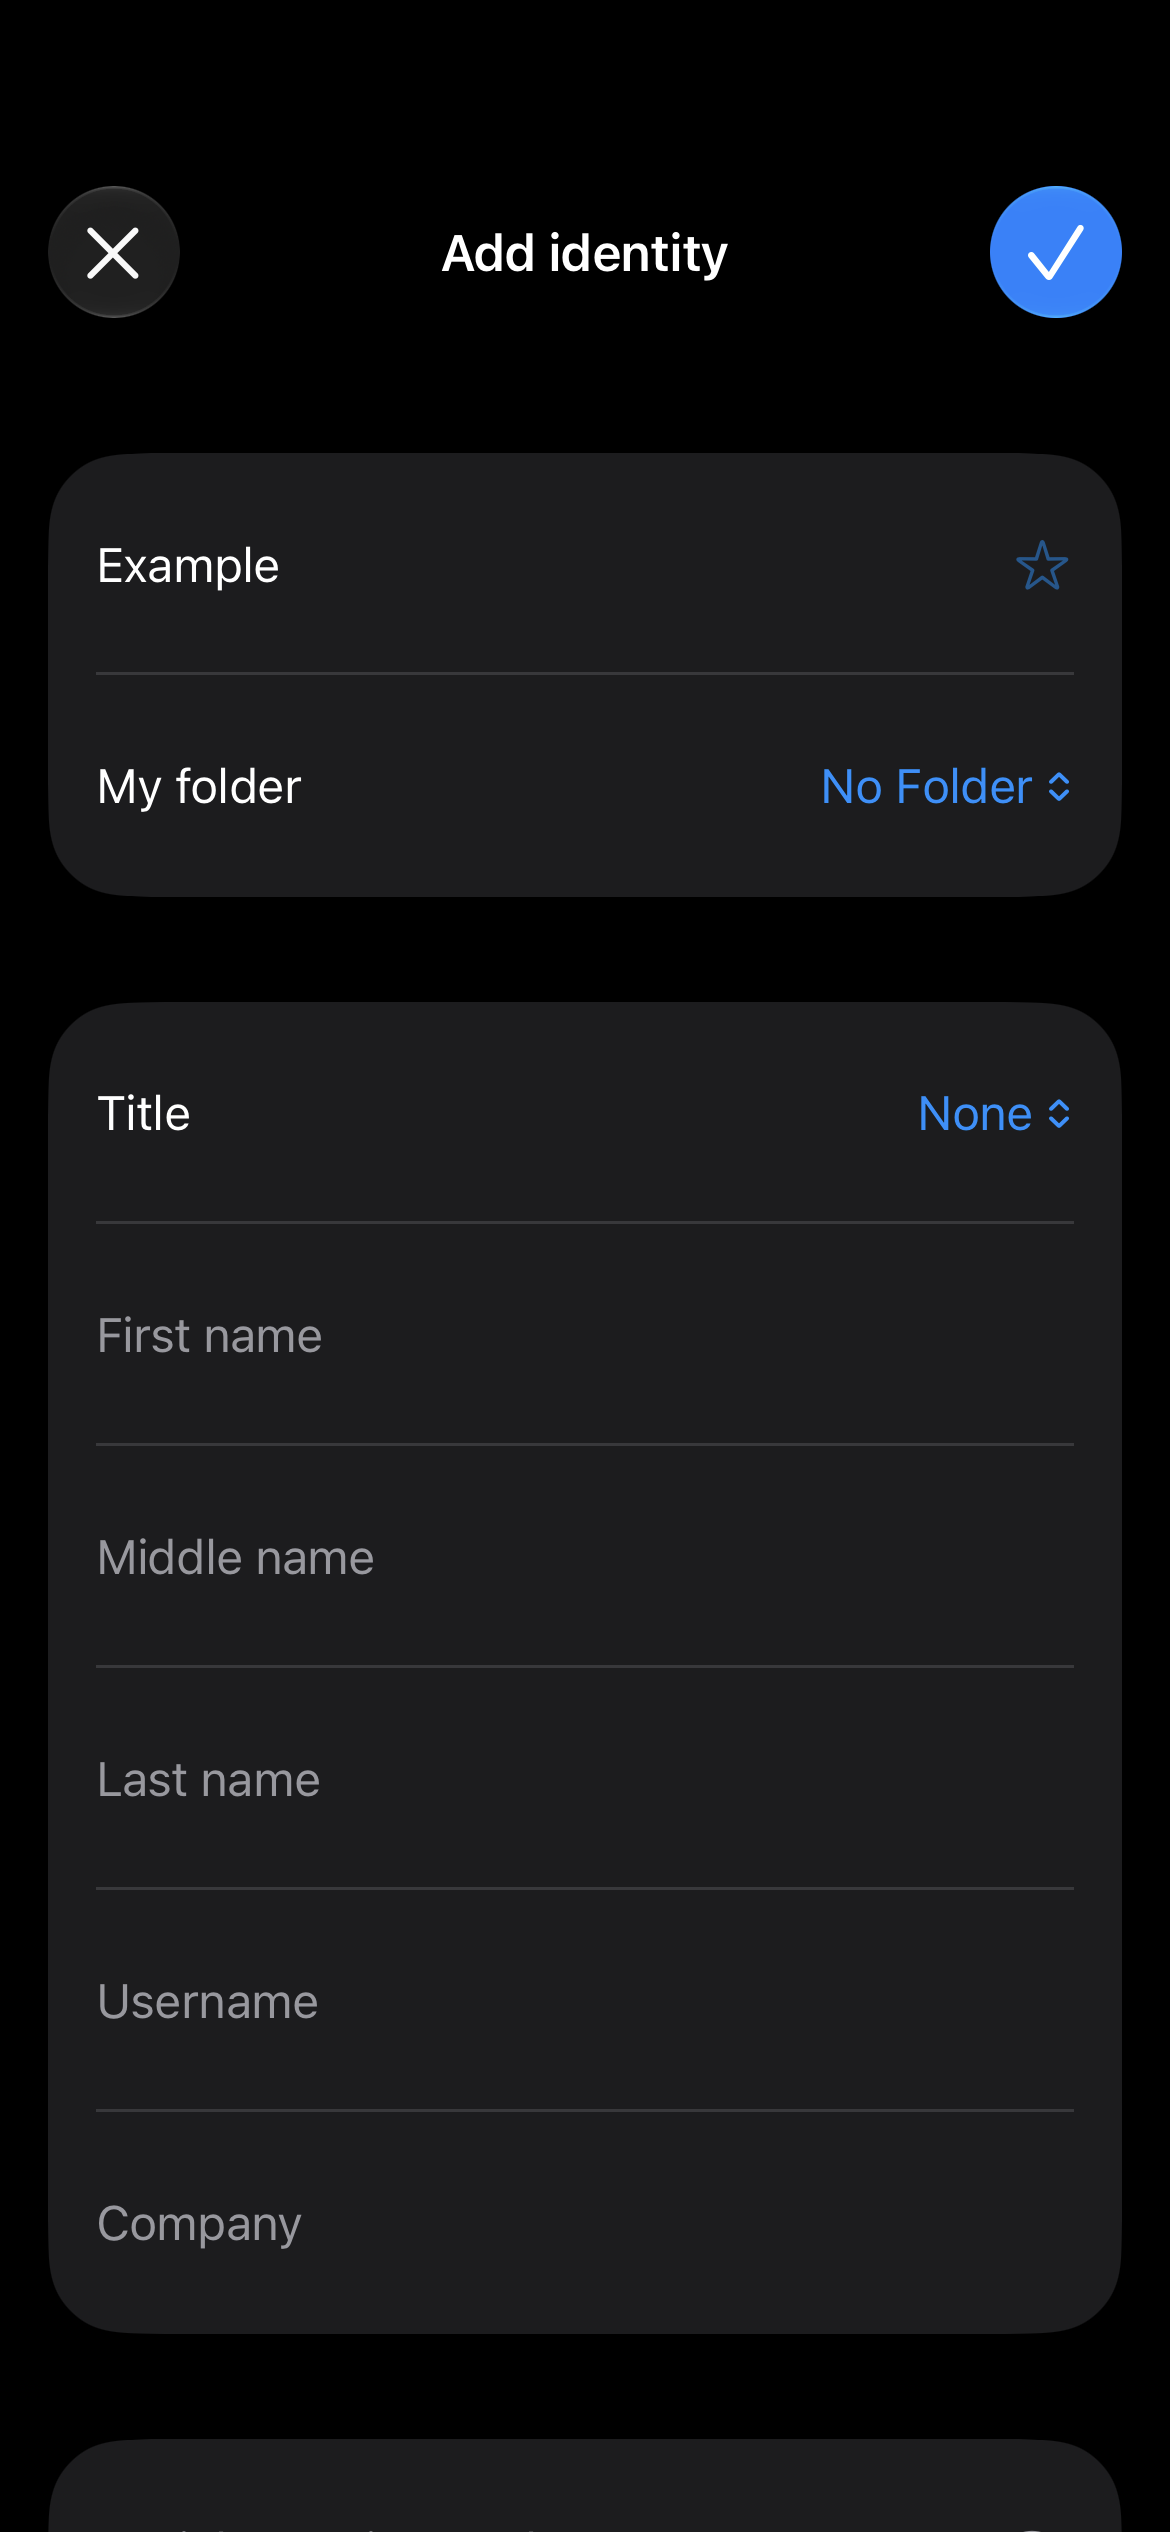 Add identity
Example
My folder
No Folder
Title
None
First name
Middle name
Last name
Username
Company